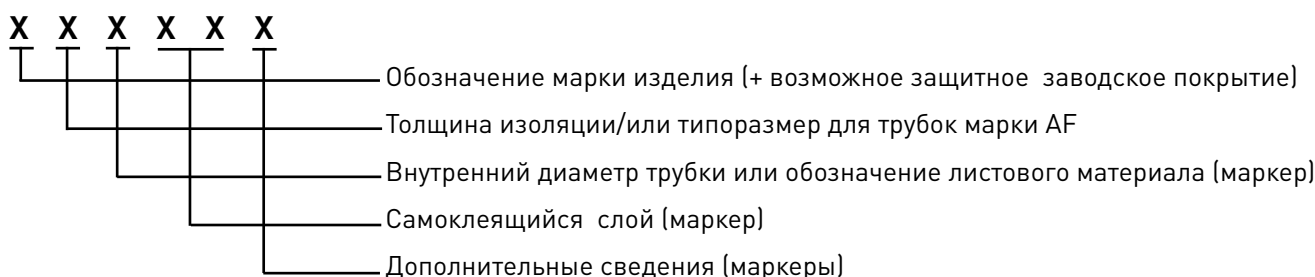 X X X X X X
Обозначение марки изделия (+ возможное защитное заводское покрытие)
Толщина изоляции/или типоразмер для трубок марки AF
Внутренний диаметр трубки или обозначение листового материала (маркер)
Самоклеящийся слой (маркер)
Дополнительные сведения (маркеры)